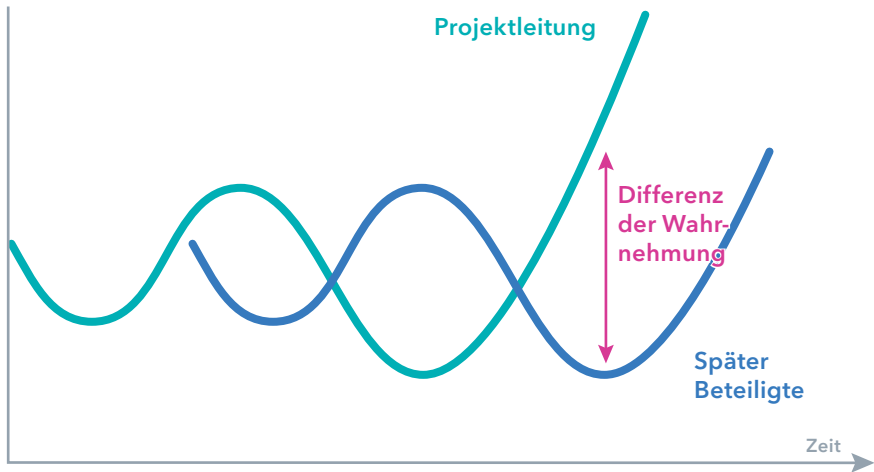 Projektleitung
Differenz
der Wahr-
nehmung
Später
Beteiligte
Zeit